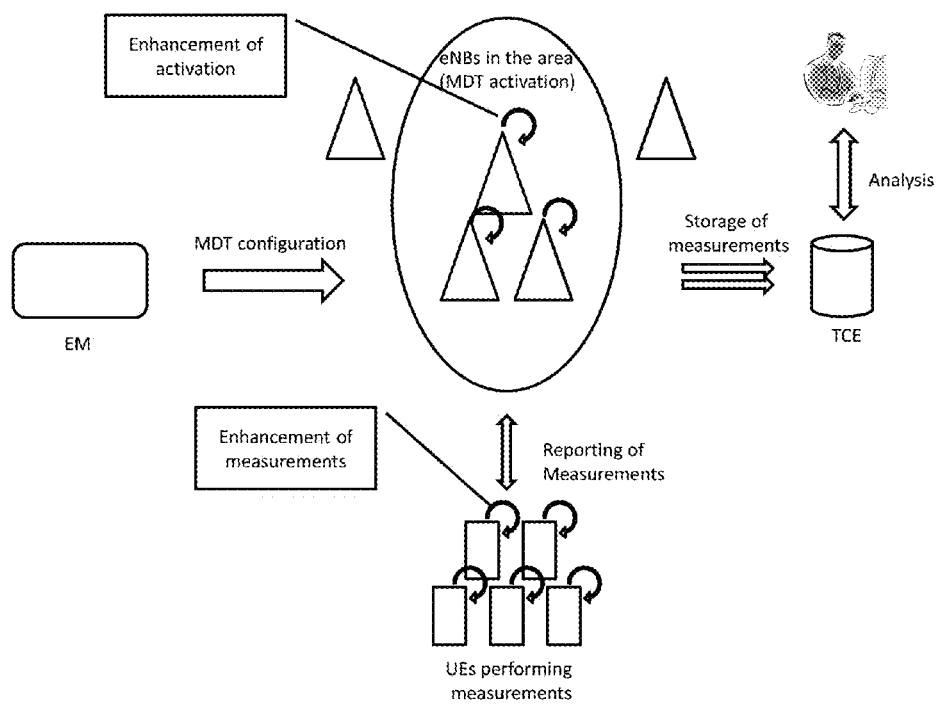 Enhancement of
activation
eNBs in the area
(MDT activation)
Analysis
MDT configuration
Storage of
measurements
EM
TCE
Enhancement of
measurements
Reporting of
Measurements
UEs performing
measurements